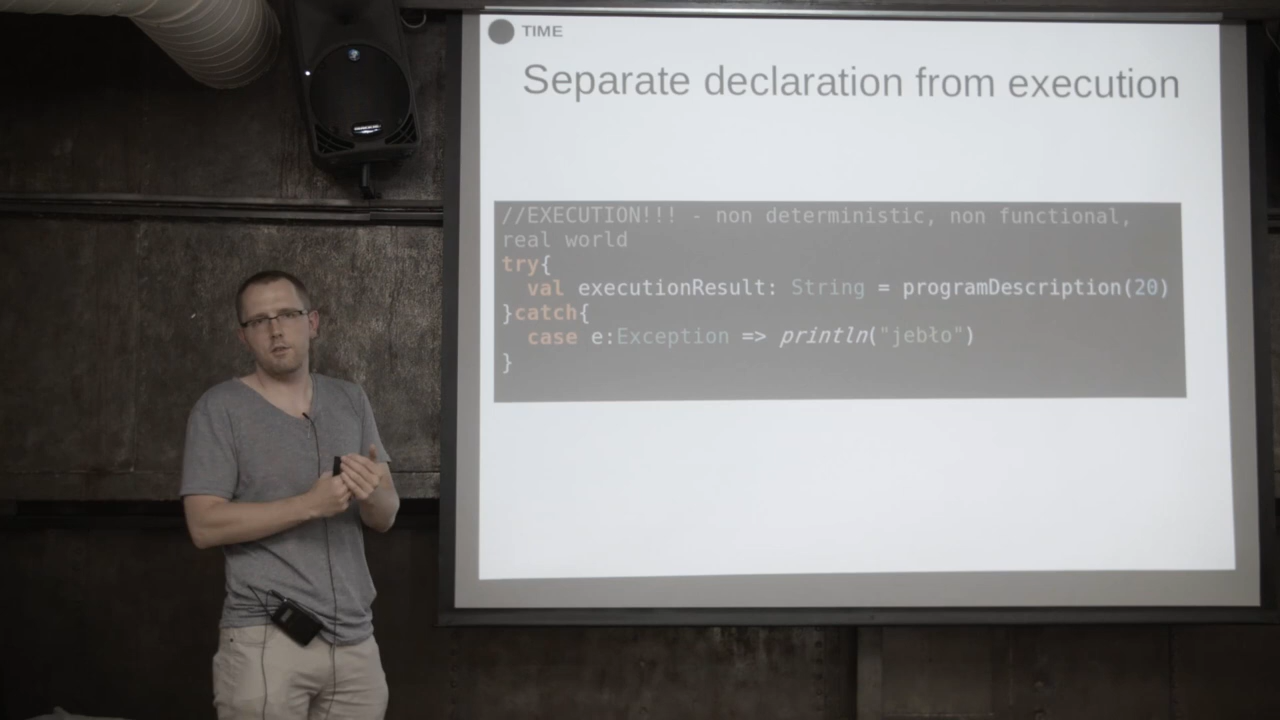 TIME
Separate declaration from execution
//EXECUTION!!! - non deterministic, non functional,
real world
try{
  val executionResult: String = programDescription(20)
}catch{
  case e:Exception => println("jebło")
}